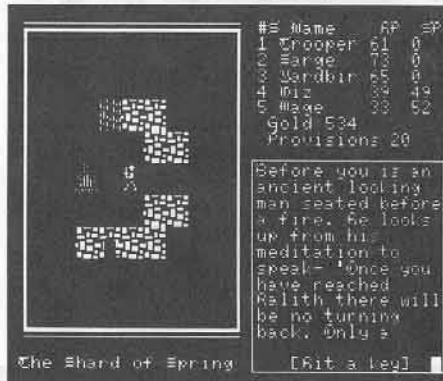 #S Name HP SP
1 Trooper 61 0
2 Sarge 73 0
3 Yardbir 65 0
4 Wiz 39 49
5 Mage 33 52
Gold 534
Provisions 20
Before you is an
ancient looking
man seated before
a fire. He looks
up from his
meditation to
speak- 'Once you
have reached
Ralith there will
be no turning
back. Only a
[Hit a key]
The Shard of Spring